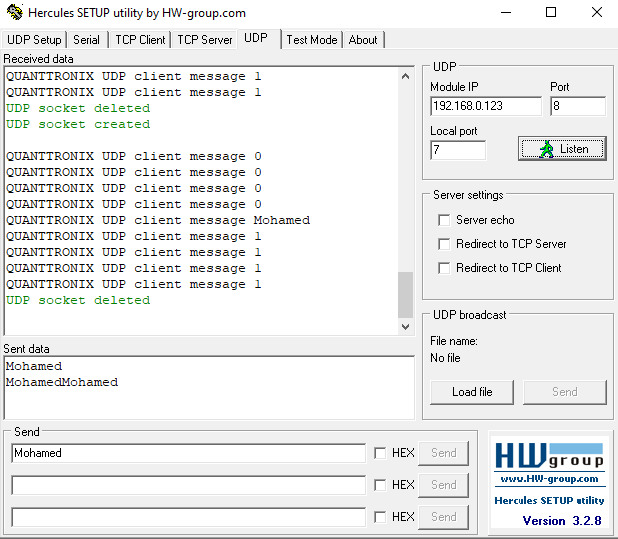 Hercules SETUP utility by HW-group.com
UDP Setup Serial TCP Client TCP Server UDP Test Mode About
Received data
QUANTTRONIX UDP client message 1
QUANTTRONIX UDP client message 1
UDP socket deleted
UDP socket created
QUANTTRONIX UDP client message 0
QUANTTRONIX UDP client message 0
QUANTTRONIX UDP client message 0
QUANTTRONIX UDP client message 0
QUANTTRONIX UDP client message Mohamed
QUANTTRONIX UDP client message 1
QUANTTRONIX UDP client message 1
QUANTTRONIX UDP client message 1
QUANTTRONIX UDP client message 1
UDP socket deleted
Sent data
Mohamed
MohamedMohamed
Send
Mohamed
HEX Send
HEX Send
HEX Send
UDP
Module IP Port
192.168.0.123 8
Local port
7 Listen
Server settings
Server echo
Redirect to TCP Server
Redirect to TCP Client
UDP broadcast
File name:
No file
Load file Send
HW group
www.HW-group.com
Hercules SETUP utility
Version 3.2.8